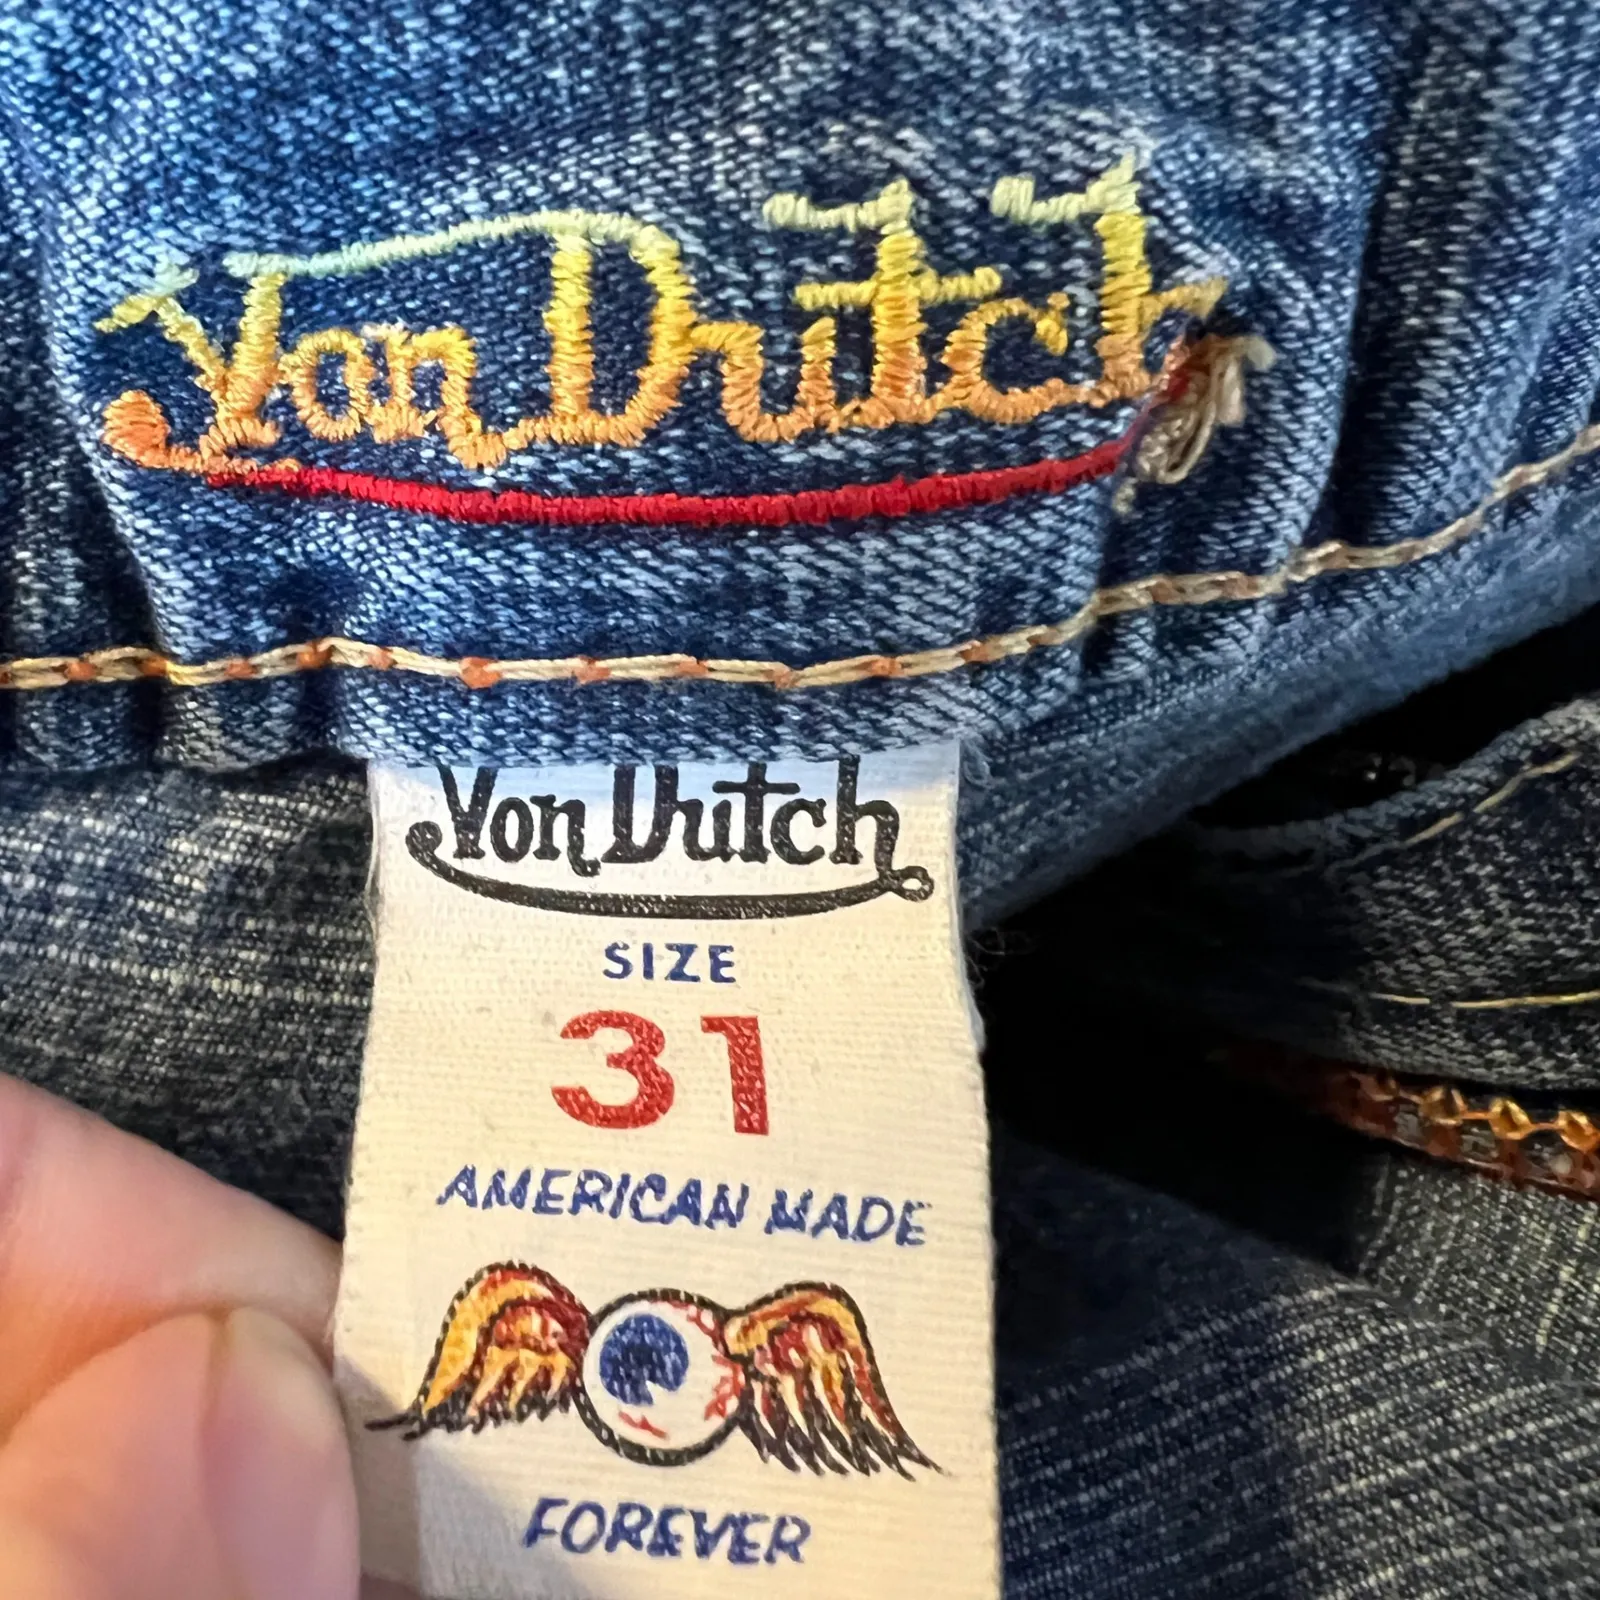 Von Dutch
Von Dutch
SIZE
31
AMERICAN MADE
FOREVER